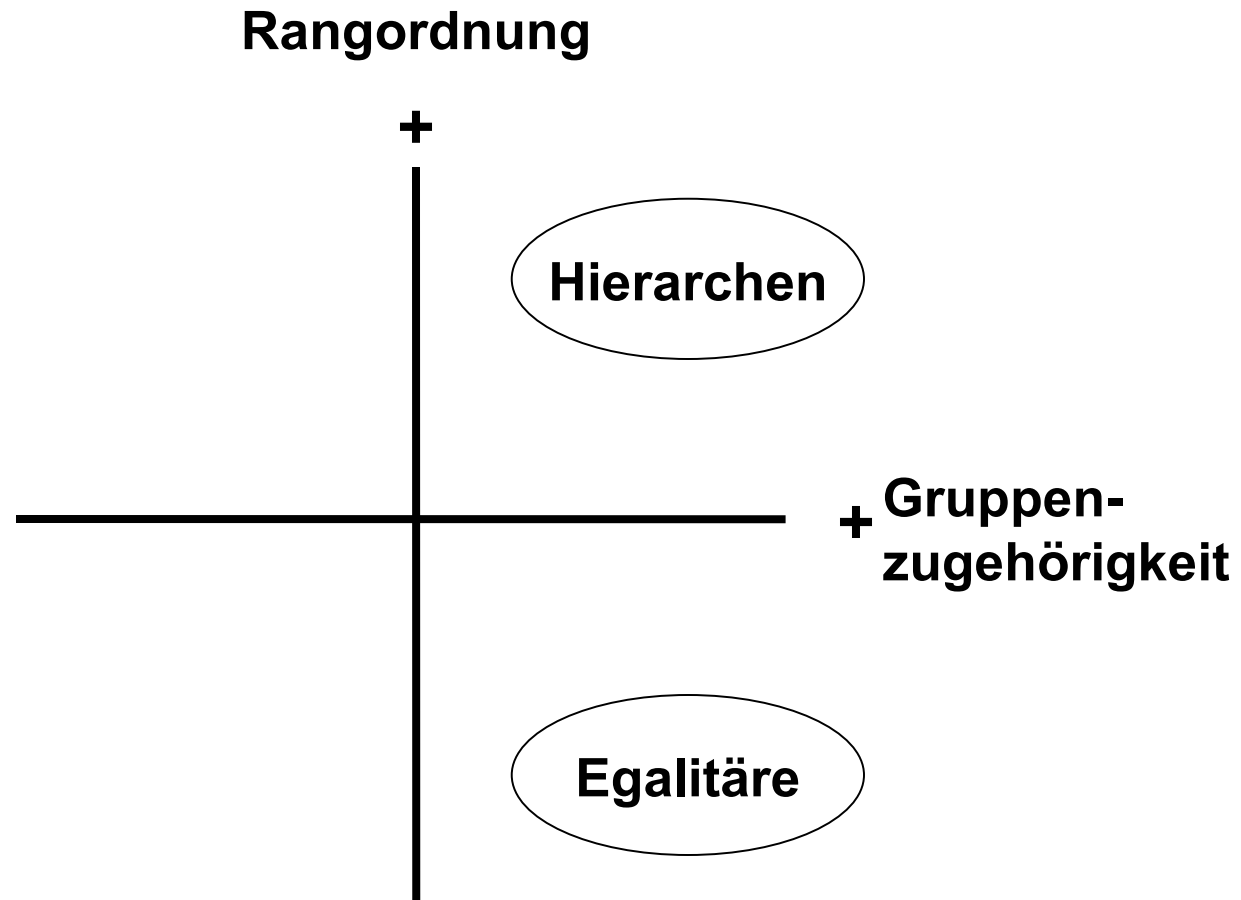 Rangordnung
+
Hierarchen
+ Gruppen-
zugehörigkeit
Egalitäre